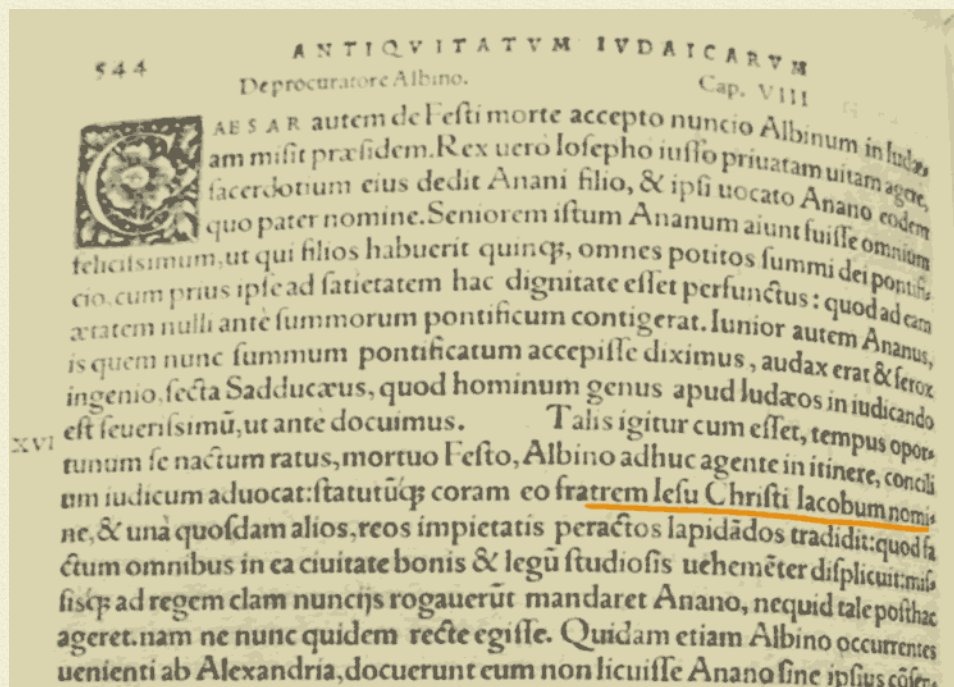 544 ANTIQVITATVM IVDAICARVM
De procuratore Albino. Cap. VIII
CAESAR autem de Festi morte accepto nuncio Albinum in Iudæ-
am misit præsidem. Rex uerò Iosepho iusso priuatam uitam agere,
sacerdotium eius dedit Anani filio, & ipsi uocato Anano eodem
quo pater nomine. Seniorem istum Ananum aiunt fuisse omnium
felicissimum, ut qui filios habuerit quinqꝫ, omnes potitos summi dei pontifi-
cio, cum prius ipse ad satietatem hac dignitate esset perfunctus: quod ad eam
ætatem nulli antè summorum pontificum contigerat. Iunior autem Ananus,
is quem nunc summum pontificatum accepisse diximus, audax erat & ferox
ingenio, secta Sadducæus, quod hominum genus apud Iudæos in iudicando
est seuerissimũ, ut antè docuimus. Talis igitur cum esset, tempus opor-
XVI tunum se nactum ratus, mortuo Festo, Albino adhuc agente in itinere, concili
um iudicum aduocat: statutũqꝫ coram eo fratrem Iesu Christi Iacobum nomi-
ne, & unà quosdam alios, reos impietatis peractos lapidãdos tradidit: quod fa
ctum omnibus in ea ciuitate bonis & legũ studiosis uehemẽter displicuit: mis-
sisqꝫ ad regem clam nuncijs rogauerũt mandaret Anano, nequid tale posthac
ageret. nam ne nunc quidem rectè egisse. Quidam etiam Albino occurrentes
uenienti ab Alexandria, docuerunt eum non licuisse Anano sine ipsius cõsen-